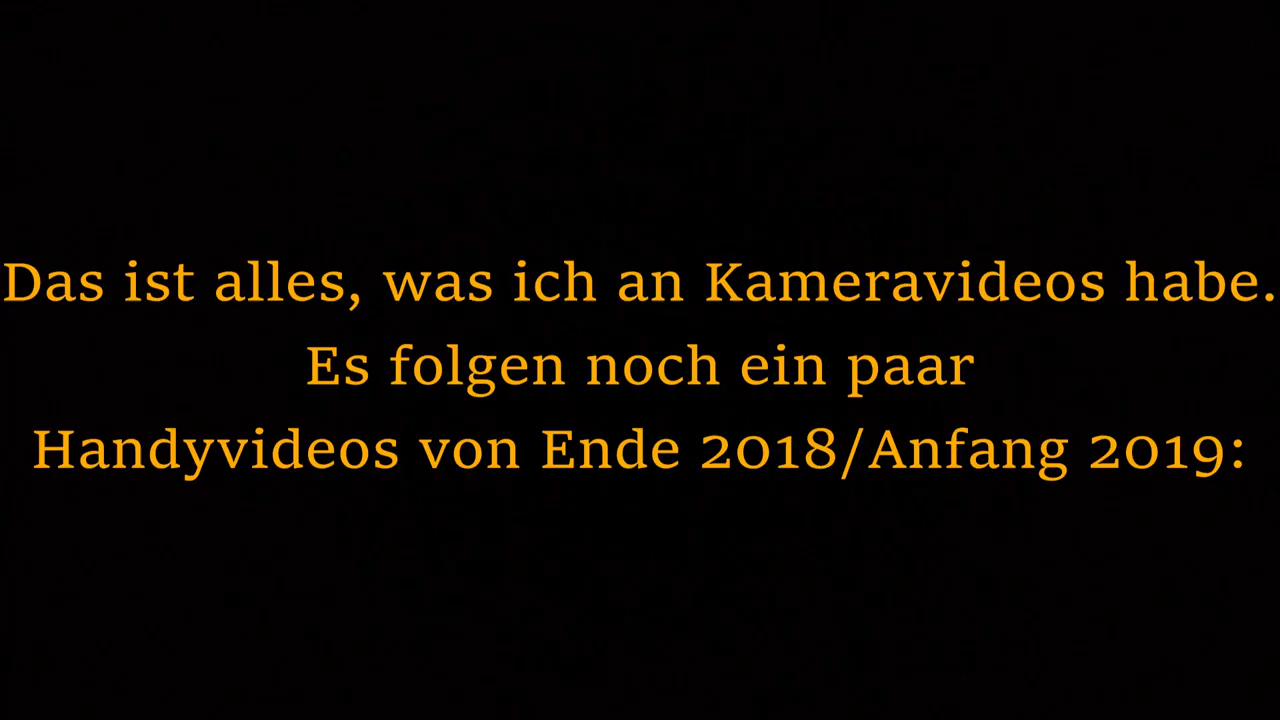 Das ist alles, was ich an Kameravideos habe.
Es folgen noch ein paar
Handyvideos von Ende 2018/Anfang 2019: